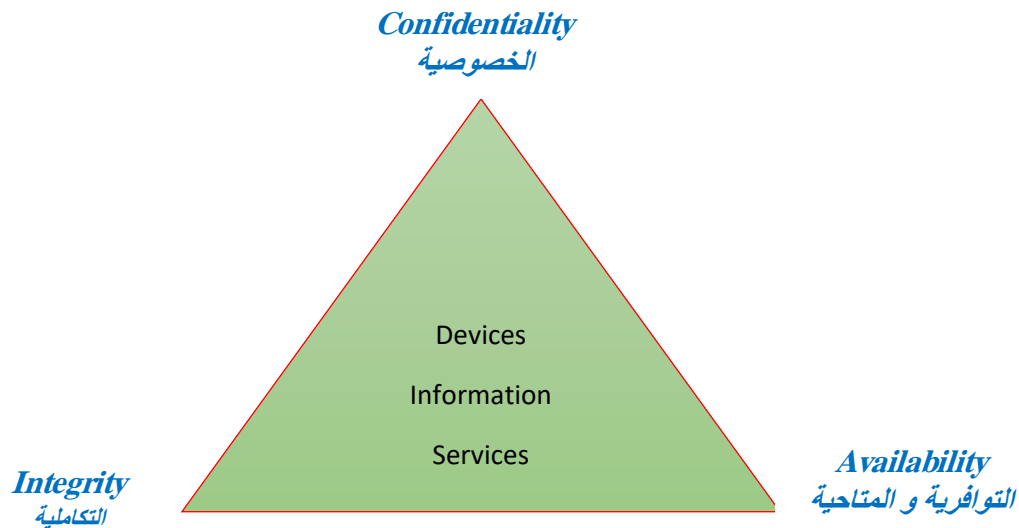 Confidentiality
الخصوصية
Devices
Information
Services
Integrity
التكاملية
Availability
التوافرية و المتاحية